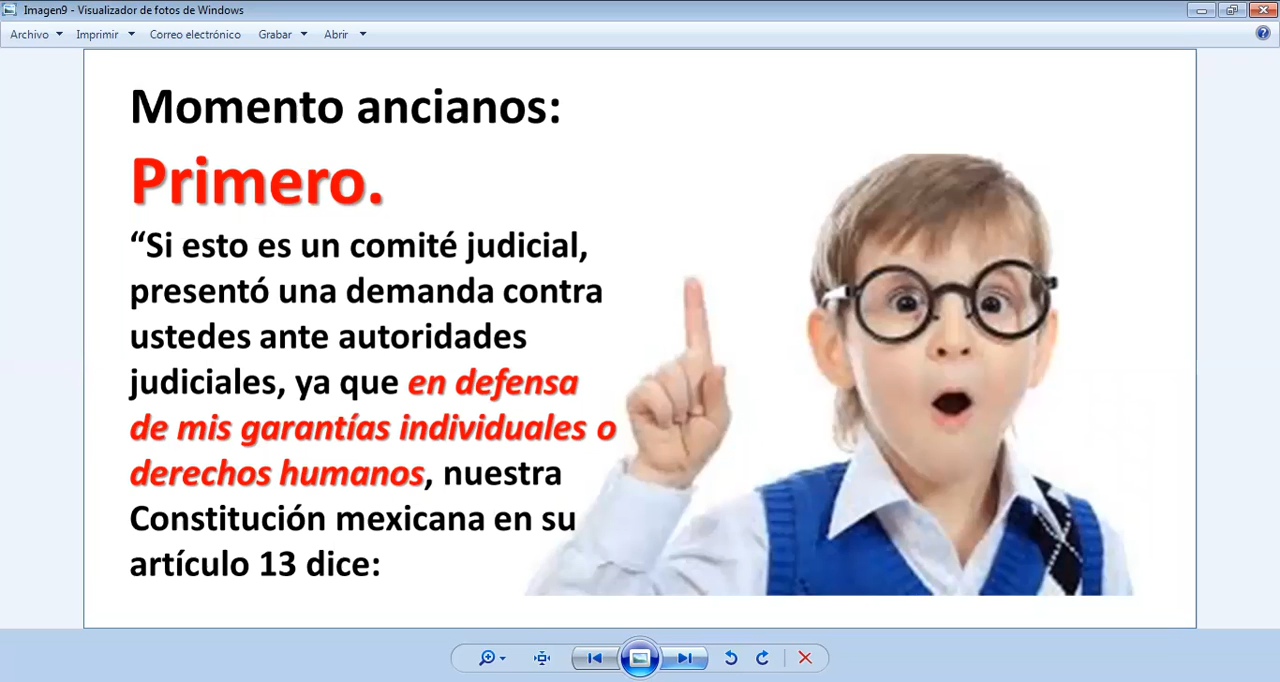 Imagen9 - Visualizador de fotos de Windows
Archivo Imprimir Correo electrónico Grabar Abrir
Momento ancianos:
Primero.
“Si esto es un comité judicial,
presentó una demanda contra
ustedes ante autoridades
judiciales, ya que en defensa
de mis garantías individuales o
derechos humanos, nuestra
Constitución mexicana en su
artículo 13 dice: